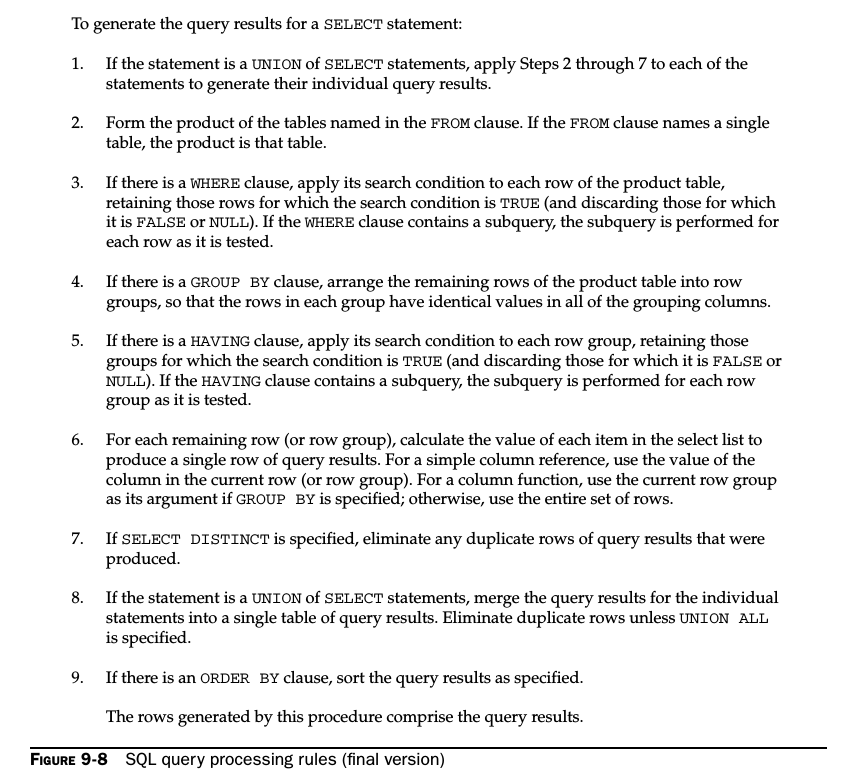 To generate the query results for a SELECT statement:
1. If the statement is a UNION of SELECT statements, apply Steps 2 through 7 to each of the
statements to generate their individual query results.
2. Form the product of the tables named in the FROM clause. If the FROM clause names a single
table, the product is that table.
3. If there is a WHERE clause, apply its search condition to each row of the product table,
retaining those rows for which the search condition is TRUE (and discarding those for which
it is FALSE or NULL). If the WHERE clause contains a subquery, the subquery is performed for
each row as it is tested.
4. If there is a GROUP BY clause, arrange the remaining rows of the product table into row
groups, so that the rows in each group have identical values in all of the grouping columns.
5. If there is a HAVING clause, apply its search condition to each row group, retaining those
groups for which the search condition is TRUE (and discarding those for which it is FALSE or
NULL). If the HAVING clause contains a subquery, the subquery is performed for each row
group as it is tested.
6. For each remaining row (or row group), calculate the value of each item in the select list to
produce a single row of query results. For a simple column reference, use the value of the
column in the current row (or row group). For a column function, use the current row group
as its argument if GROUP BY is specified; otherwise, use the entire set of rows.
7. If SELECT DISTINCT is specified, eliminate any duplicate rows of query results that were
produced.
8. If the statement is a UNION of SELECT statements, merge the query results for the individual
statements into a single table of query results. Eliminate duplicate rows unless UNION ALL
is specified.
9. If there is an ORDER BY clause, sort the query results as specified.
The rows generated by this procedure comprise the query results.
FIGURE 9-8 SQL query processing rules (final version)